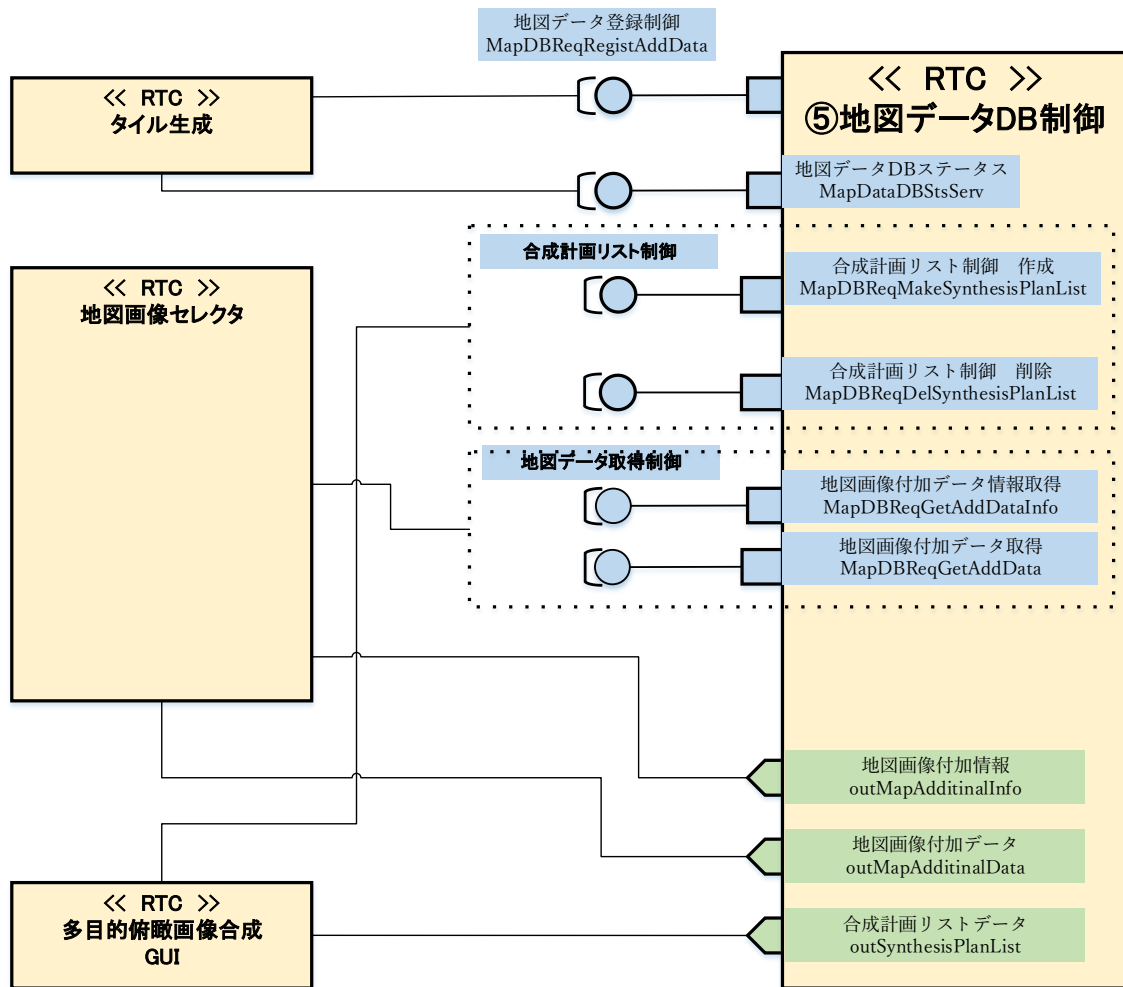 地図データ登録制御
MapDBReqRegistAddData
<< RTC >>
タイル生成
<< RTC >>
⑤地図データDB制御
地図データDBステータス
MapDataDBStsServ
合成計画リスト制御
合成計画リスト制御　作成
MapDBReqMakeSynthesisPlanList
<< RTC >>
地図画像セレクタ
合成計画リスト制御　削除
MapDBReqDelSynthesisPlanList
地図データ取得制御
地図画像付加データ情報取得
MapDBReqGetAddDataInfo
地図画像付加データ取得
MapDBReqGetAddData
地図画像付加情報
outMapAdditinalInfo
地図画像付加データ
outMapAdditinalData
<< RTC >>
多目的俯瞰画像合成
GUI
合成計画リストデータ
outSynthesisPlanList